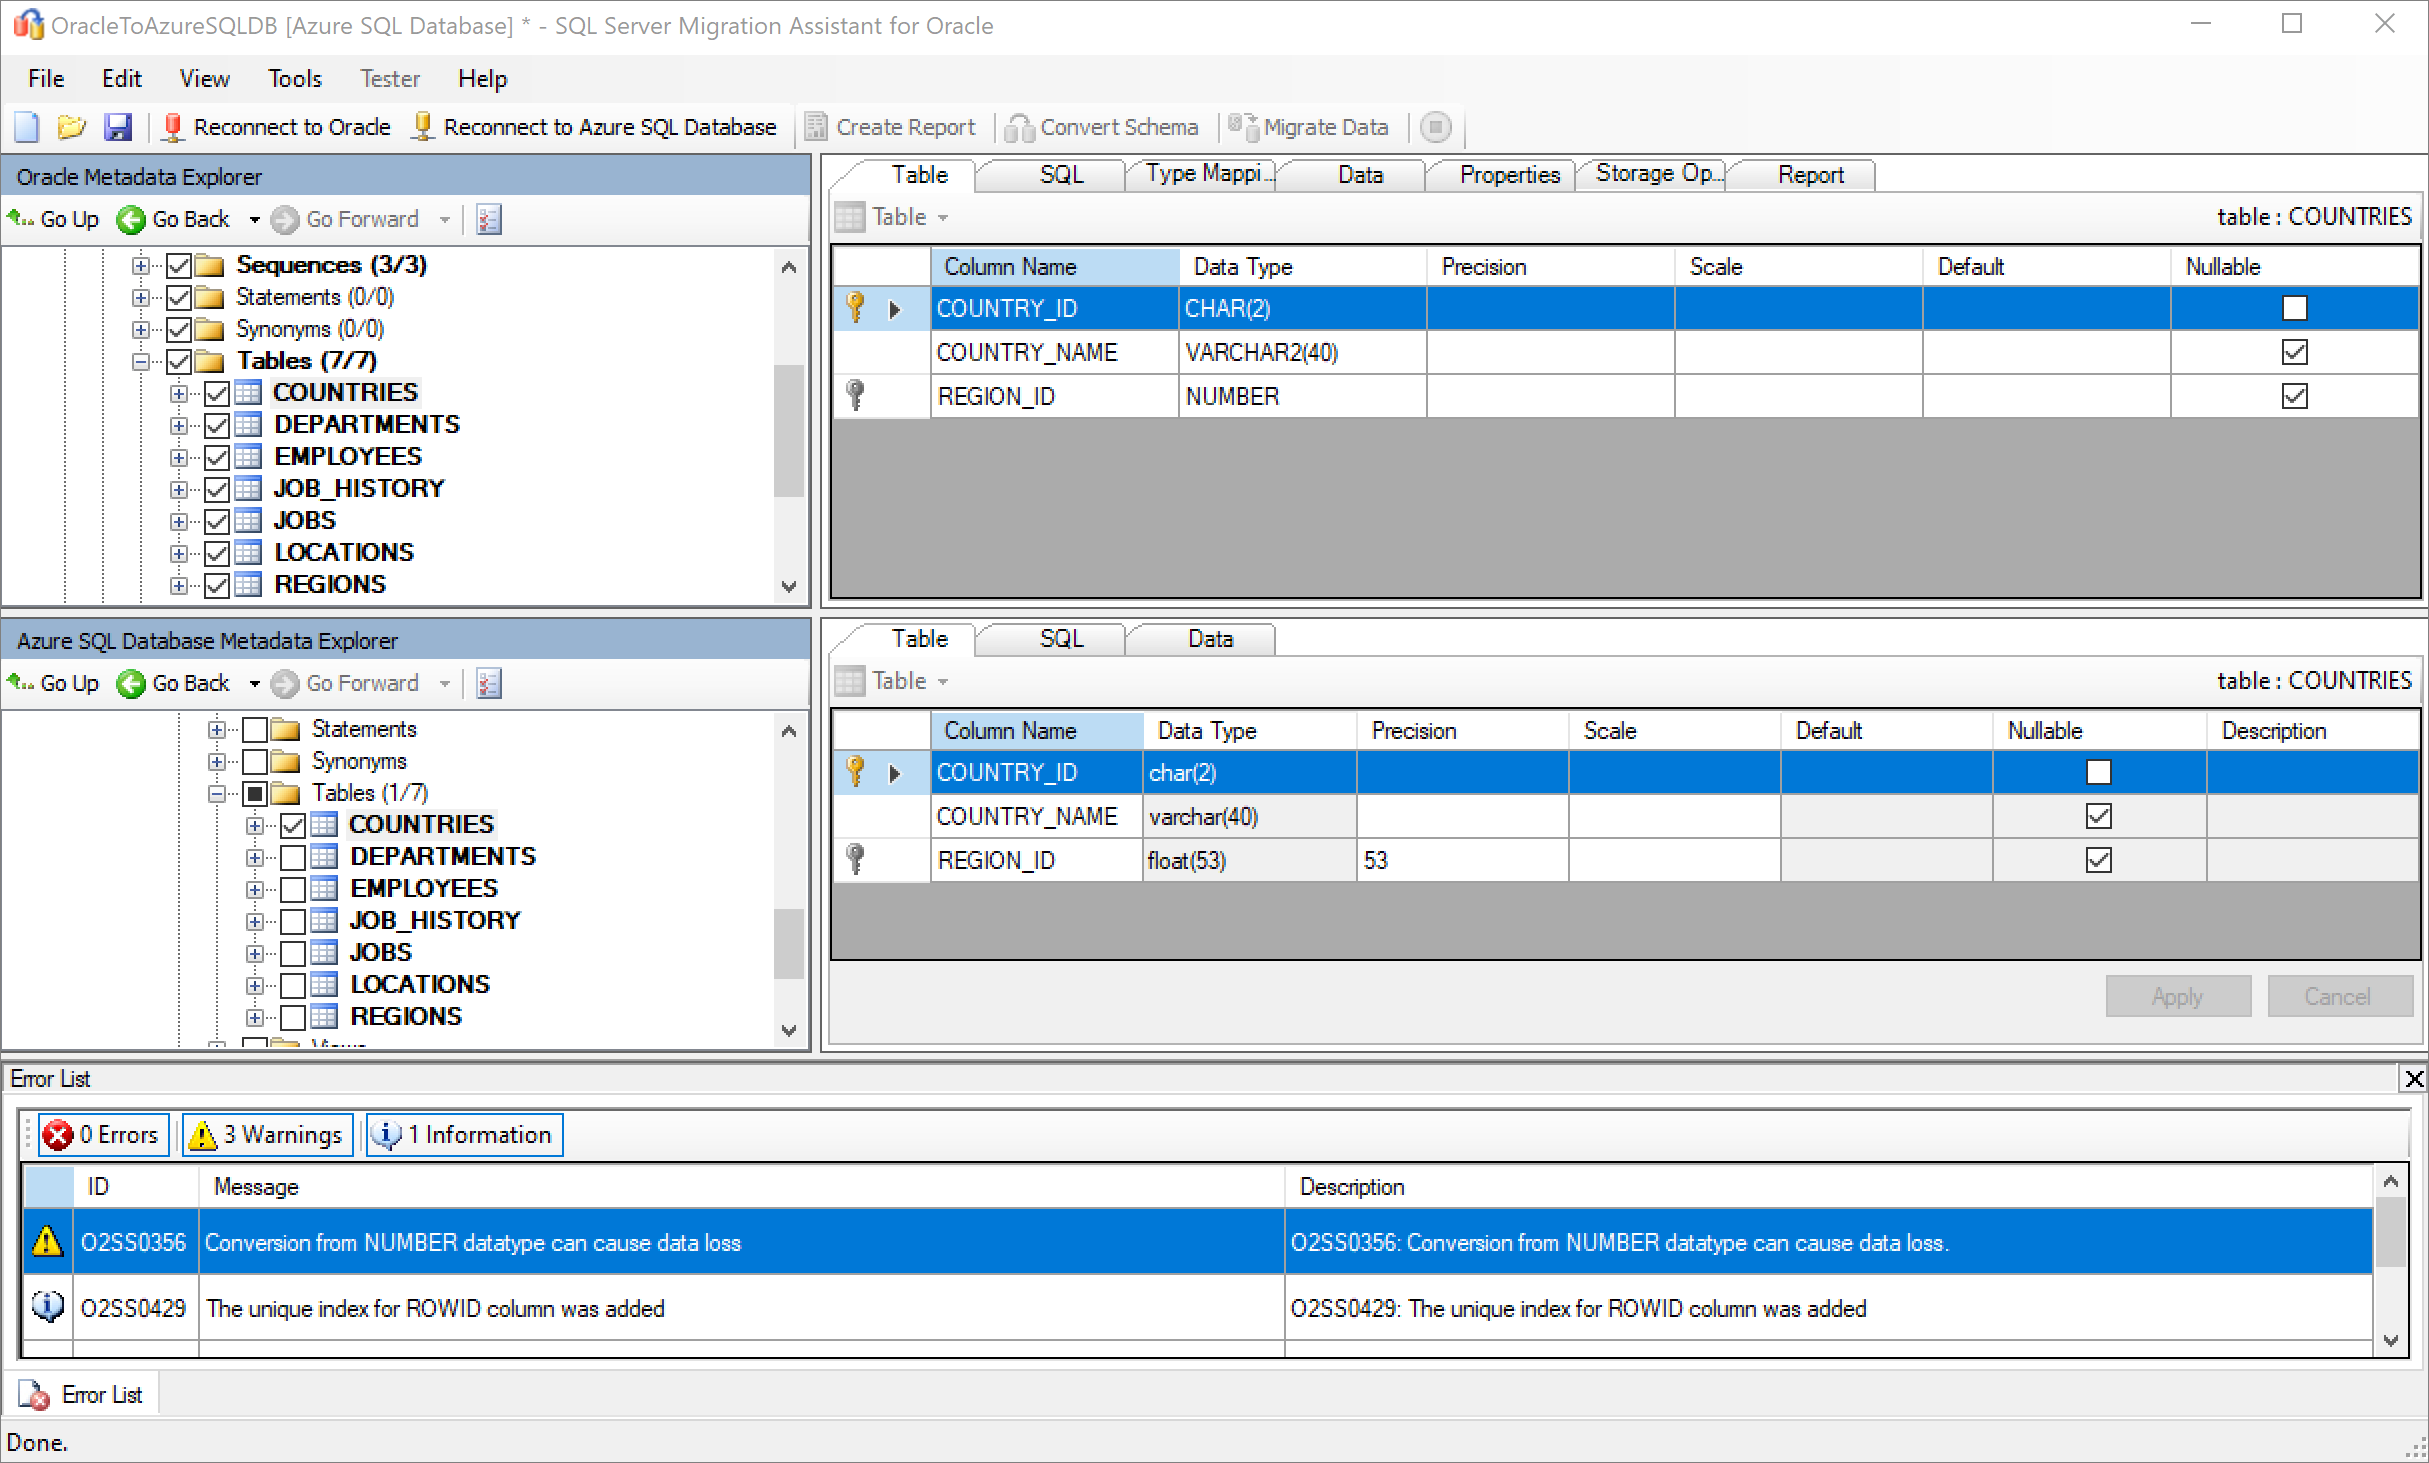 OracleToAzureSQLDB [Azure SQL Database] * - SQL Server Migration Assistant for Oracle
File Edit View Tools Tester Help
Reconnect to Oracle Reconnect to Azure SQL Database Create Report Convert Schema Migrate Data
Oracle Metadata Explorer
Go Up Go Back Go Forward
Sequences (3/3)
Statements (0/0)
Synonyms (0/0)
Tables (7/7)
COUNTRIES
DEPARTMENTS
EMPLOYEES
JOB_HISTORY
JOBS
LOCATIONS
REGIONS
Table SQL Type Mappi... Data Properties Storage Op... Report
Table table : COUNTRIES
Column Name Data Type Precision Scale Default Nullable
COUNTRY_ID CHAR(2)
COUNTRY_NAME VARCHAR2(40)
REGION_ID NUMBER
Azure SQL Database Metadata Explorer
Go Up Go Back Go Forward
Statements
Synonyms
Tables (1/7)
COUNTRIES
DEPARTMENTS
EMPLOYEES
JOB_HISTORY
JOBS
LOCATIONS
REGIONS
Views
Table SQL Data
Table table : COUNTRIES
Column Name Data Type Precision Scale Default Nullable Description
COUNTRY_ID char(2)
COUNTRY_NAME varchar(40)
REGION_ID float(53) 53
Apply Cancel
Error List
0 Errors 3 Warnings 1 Information
ID Message Description
O2SS0356 Conversion from NUMBER datatype can cause data loss O2SS0356: Conversion from NUMBER datatype can cause data loss.
O2SS0429 The unique index for ROWID column was added O2SS0429: The unique index for ROWID column was added
Error List
Done.